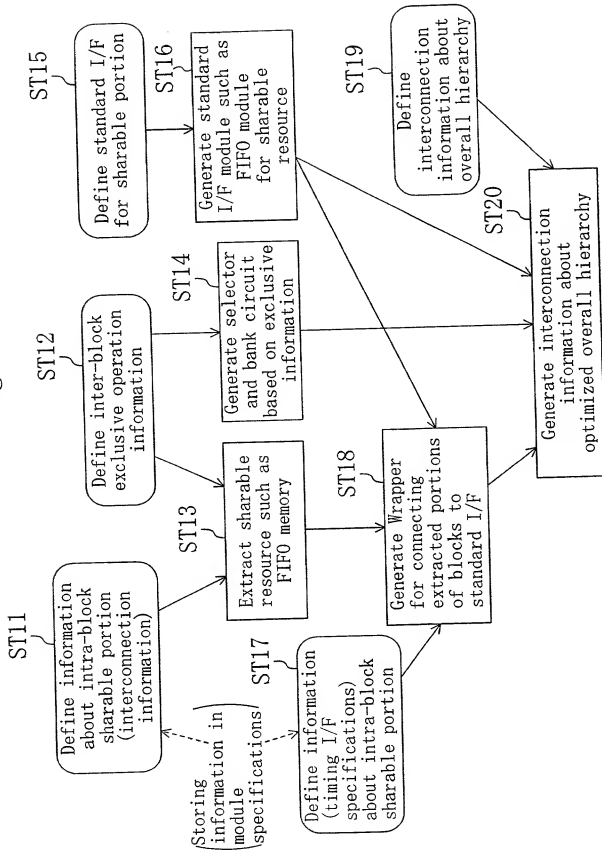 ST11
Define information
about intra-block
sharable portion
(interconnection
information)
ST12
Define inter-block
exclusive operation
information
ST15
Define standard I/F
for sharable portion
Storing
information in
module
specifications
ST13
Extract sharable
resource such as
FIFO memory
ST14
Generate selector
and bank circuit
based on exclusive
information
ST16
Generate standard
I/F module such as
FIFO module
for sharable
resource
ST17
Define information
(timing I/F
specifications)
about intra-block
sharable portion
ST18
Generate Wrapper
for connecting
extracted portions
of blocks to
standard I/F
ST19
Define
interconnection
information about
overall hierarchy
ST20
Generate interconnection
information about
optimized overall hierarchy